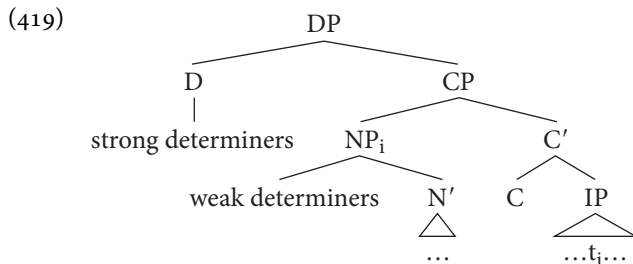 (419)
DP
D CP
strong determiners NPi C′
weak determiners N′ C IP
… …ti…